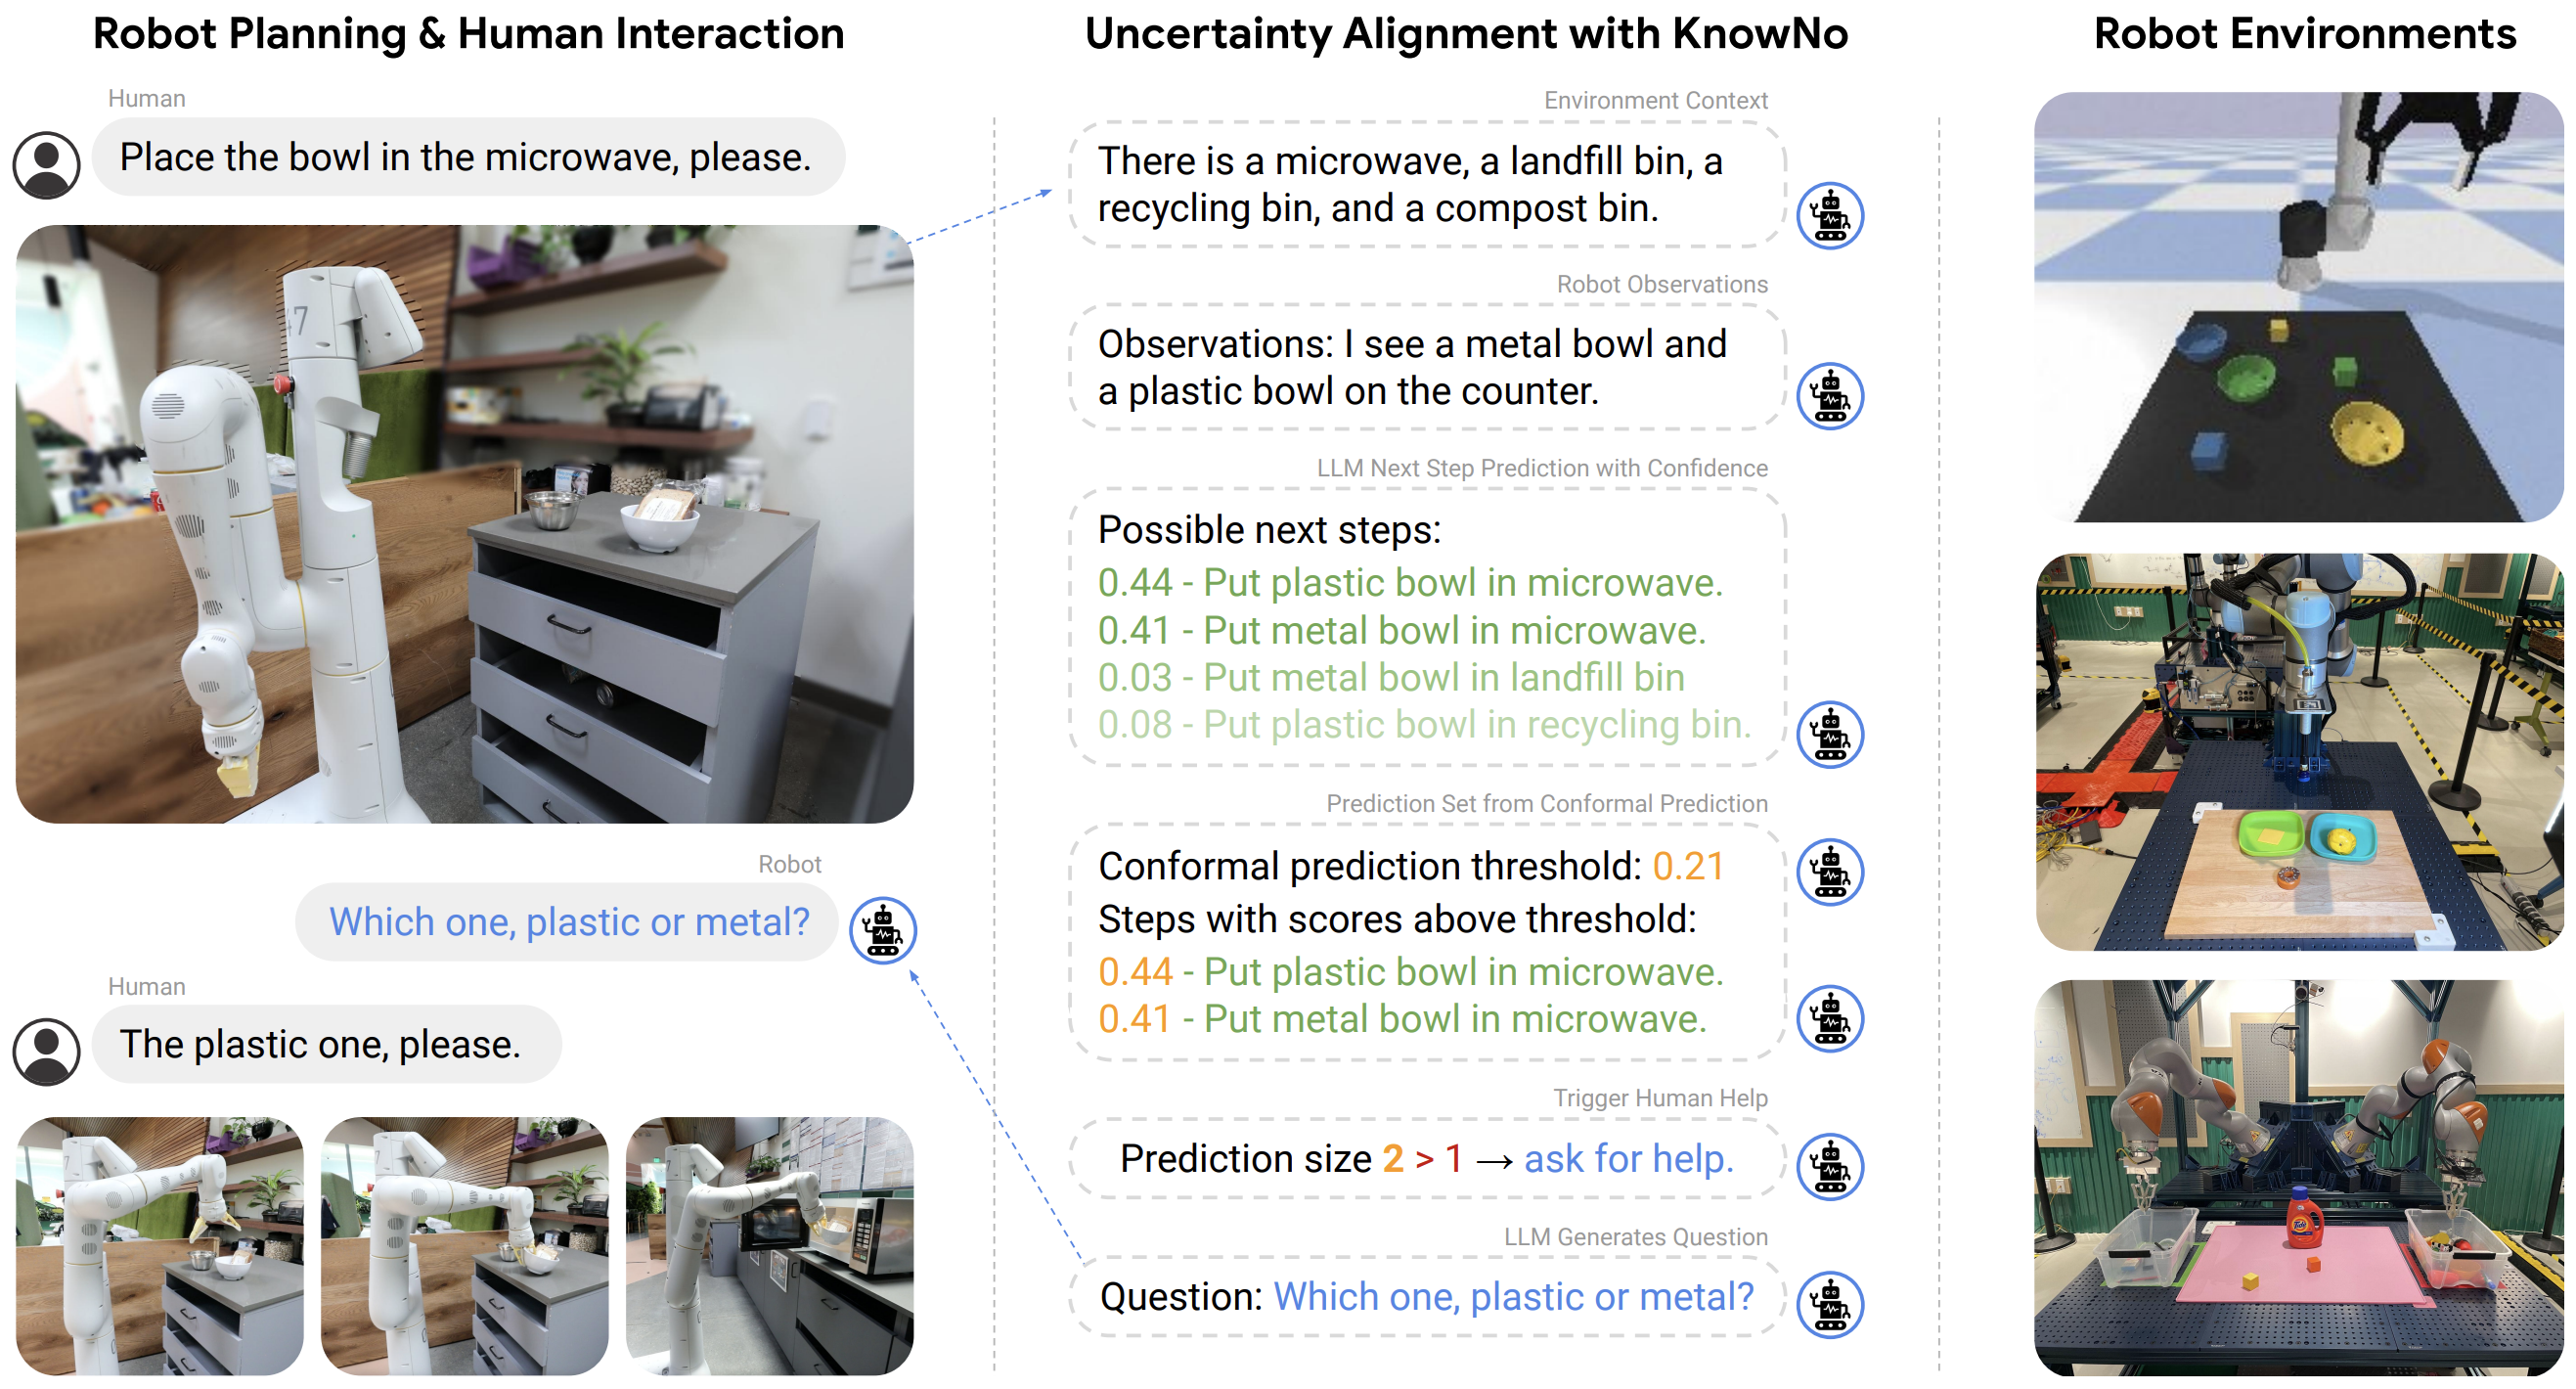 Robot Planning & Human Interaction
Human
Place the bowl in the microwave, please.
47
Robot
Which one, plastic or metal?
Human
The plastic one, please.
Uncertainty Alignment with KnowNo
Environment Context
There is a microwave, a landfill bin, a
recycling bin, and a compost bin.
Robot Observations
Observations: I see a metal bowl and
a plastic bowl on the counter.
LLM Next Step Prediction with Confidence
Possible next steps:
0.44 - Put plastic bowl in microwave.
0.41 - Put metal bowl in microwave.
0.03 - Put metal bowl in landfill bin
0.08 - Put plastic bowl in recycling bin.
Prediction Set from Conformal Prediction
Conformal prediction threshold: 0.21
Steps with scores above threshold:
0.44 - Put plastic bowl in microwave.
0.41 - Put metal bowl in microwave.
Trigger Human Help
Prediction size 2 > 1 → ask for help.
LLM Generates Question
Question: Which one, plastic or metal?
Robot Environments
Tide